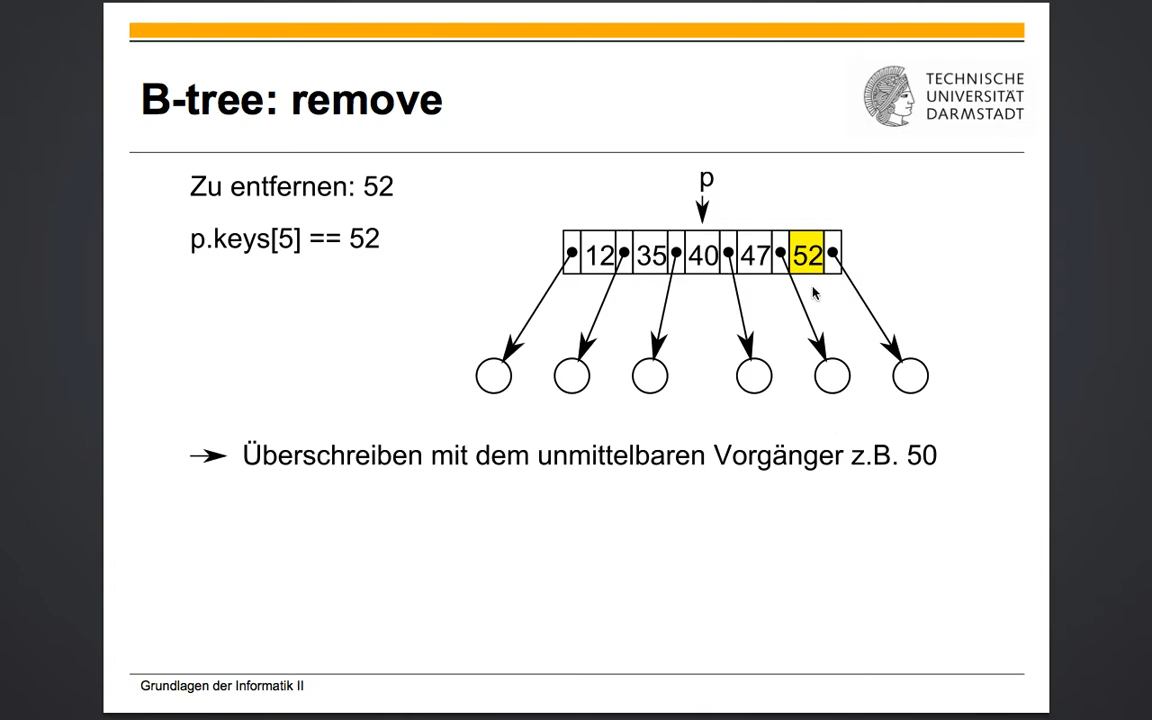 B-tree: remove
TECHNISCHE
UNIVERSITÄT
DARMSTADT
Zu entfernen: 52
p.keys[5] == 52
p
12 35 40 47 52
Überschreiben mit dem unmittelbaren Vorgänger z.B. 50
Grundlagen der Informatik II